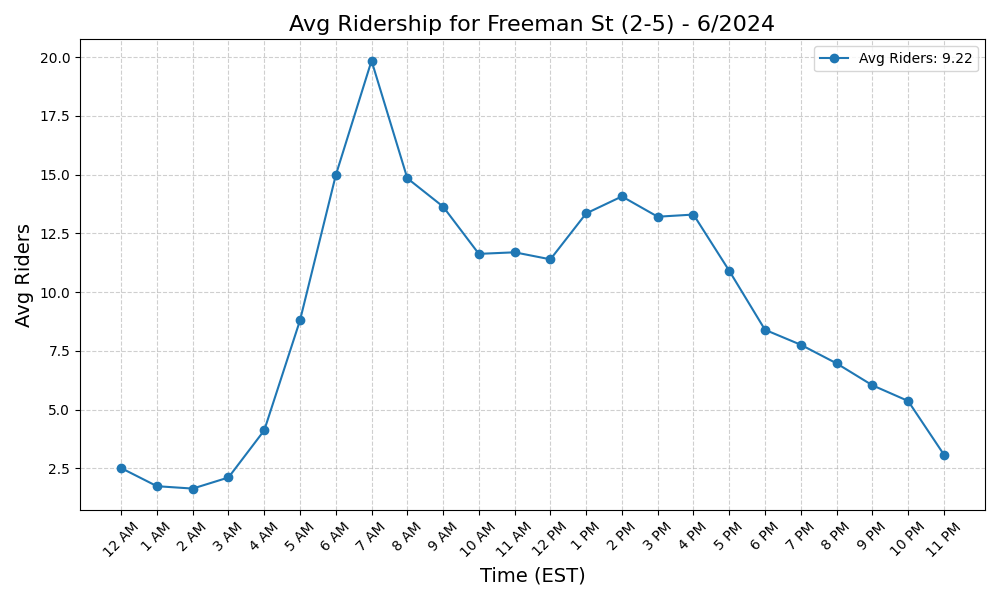 Avg Ridership for Freeman St (2-5) - 6/2024
Avg Riders: 9.22
Avg Riders
20.0
17.5
15.0
12.5
10.0
7.5
5.0
2.5
12 AM
1 AM
2 AM
3 AM
4 AM
5 AM
6 AM
7 AM
8 AM
9 AM
10 AM
11 AM
12 PM
1 PM
2 PM
3 PM
4 PM
5 PM
6 PM
7 PM
8 PM
9 PM
10 PM
11 PM
Time (EST)